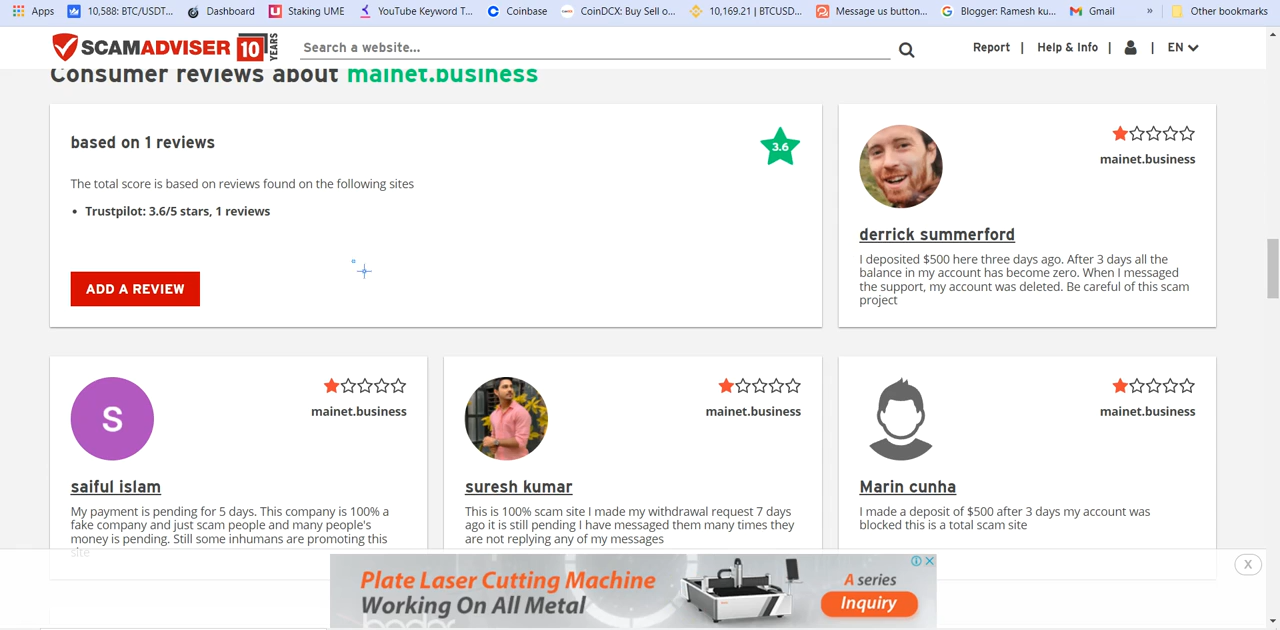 Apps 10,588: BTC/USDT... Dashboard Staking UME YouTube Keyword T... Coinbase CoinDCX: Buy Sell o... 10,169.21 | BTCUSD... Message us button... Blogger: Ramesh ku... Gmail » Other bookmarks
SCAMADVISER 10 YEARS Search a website... Report | Help & Info | | EN
Consumer reviews about mainet.business
based on 1 reviews
3.6
The total score is based on reviews found on the following sites
• Trustpilot: 3.6/5 stars, 1 reviews
ADD A REVIEW
mainet.business
derrick summerford
I deposited $500 here three days ago. After 3 days all the
balance in my account has become zero. When I messaged
the support, my account was deleted. Be careful of this scam
project
S
mainet.business
saiful islam
My payment is pending for 5 days. This company is 100% a
fake company and just scam people and many people's
money is pending. Still some inhumans are promoting this
site
mainet.business
suresh kumar
This is 100% scam site I made my withdrawal request 7 days
ago it is still pending I have messaged them many times they
are not replying any of my messages
mainet.business
Marin cunha
I made a deposit of $500 after 3 days my account was
blocked this is a total scam site
X
Plate Laser Cutting Machine
Working On All Metal
A series
Inquiry